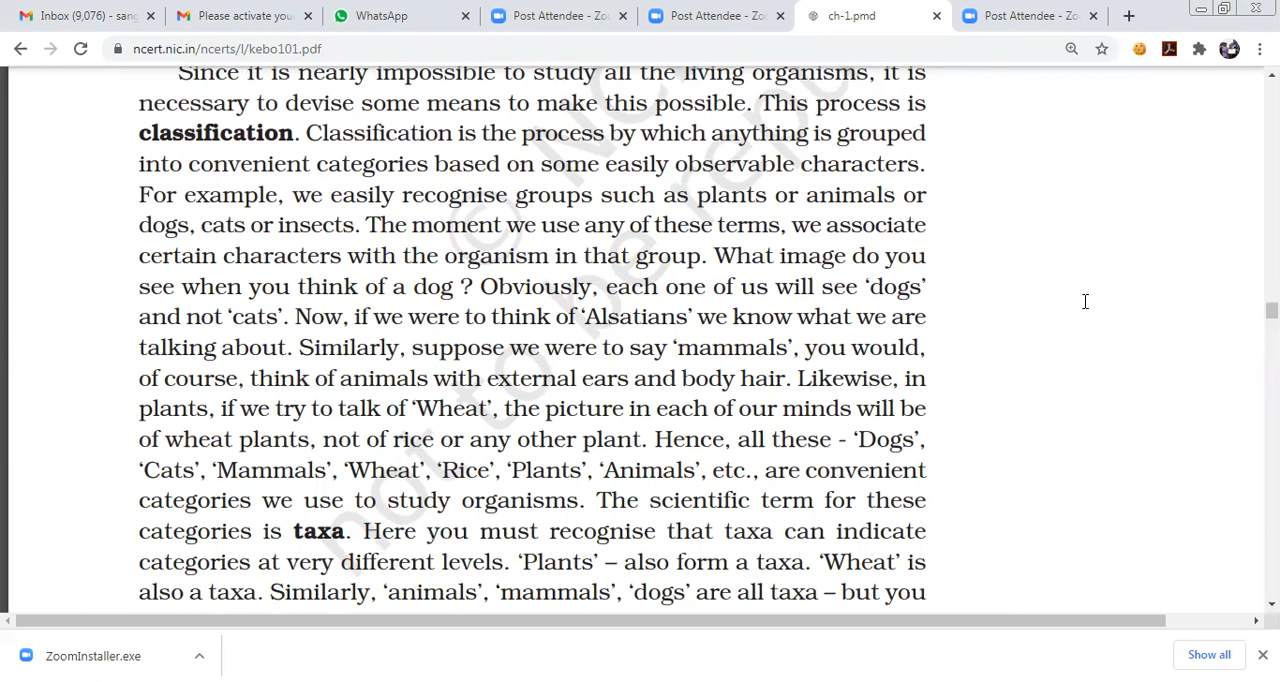 Inbox (9,076) - sang
Please activate your
WhatsApp
Post Attendee - Zoo
Post Attendee - Zoo
ch-1.pmd
Post Attendee - Zoo
ncert.nic.in/ncerts/l/kebo101.pdf
Since it is nearly impossible to study all the living organisms, it is
necessary to devise some means to make this possible. This process is
classification. Classification is the process by which anything is grouped
into convenient categories based on some easily observable characters.
For example, we easily recognise groups such as plants or animals or
dogs, cats or insects. The moment we use any of these terms, we associate
certain characters with the organism in that group. What image do you
see when you think of a dog ? Obviously, each one of us will see ‘dogs’
and not ‘cats’. Now, if we were to think of ‘Alsatians’ we know what we are
talking about. Similarly, suppose we were to say ‘mammals’, you would,
of course, think of animals with external ears and body hair. Likewise, in
plants, if we try to talk of ‘Wheat’, the picture in each of our minds will be
of wheat plants, not of rice or any other plant. Hence, all these - ‘Dogs’,
‘Cats’, ‘Mammals’, ‘Wheat’, ‘Rice’, ‘Plants’, ‘Animals’, etc., are convenient
categories we use to study organisms. The scientific term for these
categories is taxa. Here you must recognise that taxa can indicate
categories at very different levels. ‘Plants’ – also form a taxa. ‘Wheat’ is
also a taxa. Similarly, ‘animals’, ‘mammals’, ‘dogs’ are all taxa – but you
© NC
not to be repu
ZoomInstaller.exe
Show all